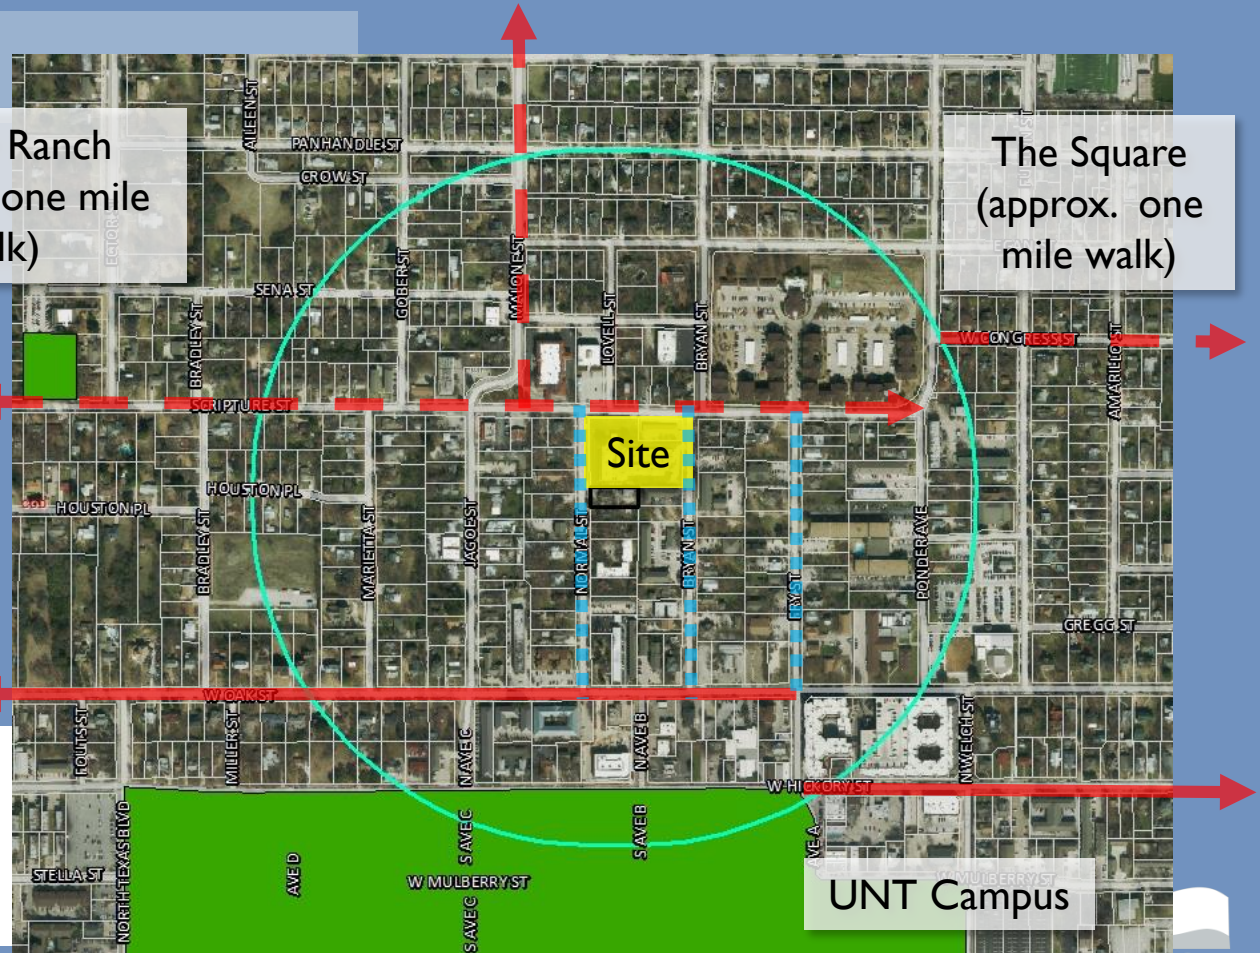 AILEEN ST
PANHANDLE ST
CROW ST
Ranch
one mile
lk)
The Square
(approx. one
mile walk)
ECTOR
SENA ST
GOBER ST
MALONE ST
LOVELL ST
BRYAN ST
BRADLEY ST
W CONGRESS ST
AMARILLO ST
SCRIPTURE ST
Site
HOUSTON PL
HOUSTON PL
BRADLEY ST
MARIETTA ST
JAGOE ST
NORMAL ST
BRYAN ST
FRY ST
PONDER AVE
GREGG ST
W OAK ST
FOUTS ST
MILLER ST
N AVE C
N AVE B
N WELCH ST
W HICKORY ST
NORTH TEXAS BLVD
S AVE C
S AVE B
AVE A
STELLA ST
AVE D
W MULBERRY ST
W MULBERRY ST
UNT Campus
S AVE C